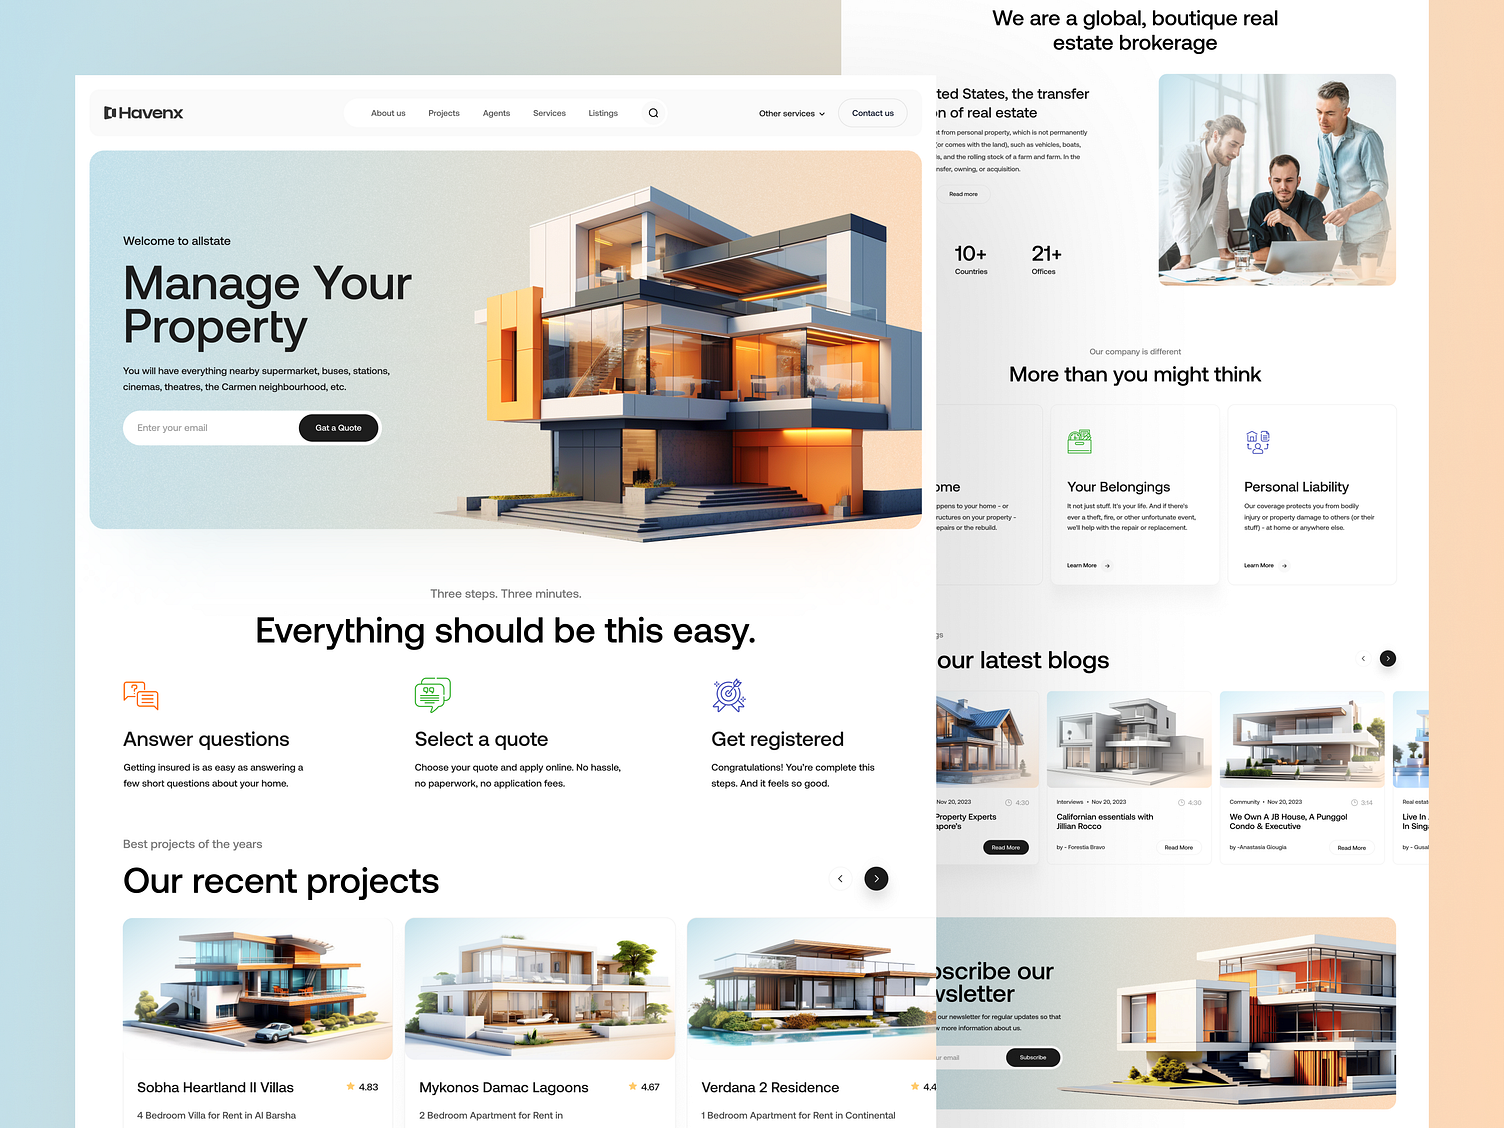 Havenx
About us
Projects
Agents
Services
Listings
Other services
Contact us
Welcome to allstate
Manage Your
Property
You will have everything nearby supermarket, buses, stations,
cinemas, theatres, the Carmen neighbourhood, etc.
Enter your email
Gat a Quote
Three steps. Three minutes.
Everything should be this easy.
Answer questions
Getting insured is as easy as answering a
few short questions about your home.
Select a quote
Choose your quote and apply online. No hassle,
no paperwork, no application fees.
Get registered
Congratulations! You're complete this
steps. And it feels so good.
Best projects of the years
Our recent projects
Sobha Heartland II Villas
4.83
4 Bedroom Villa for Rent in Al Barsha
Mykonos Damac Lagoons
4.67
2 Bedroom Apartment for Rent in
Verdana 2 Residence
4.4
1 Bedroom Apartment for Rent in Continental
We are a global, boutique real
estate brokerage
ted States, the transfer
n of real estate
t from personal property, which is not permanently
(or comes with the land), such as vehicles, boats,
s, and the rolling stock of a farm and farm. In the
nsfer, owning, or acquisition.
Read more
10+
Countries
21+
Offices
Our company is different
More than you might think
ome
ppens to your home - or
ructures on your property -
epairs or the rebuild.
Your Belongings
It not just stuff. It's your life. And if there's
ever a theft, fire, or other unfortunate event,
we'll help with the repair or replacement.
Learn More
Personal Liability
Our coverage protects you from bodily
injury or property damage to others (or their
stuff) - at home or anywhere else.
Learn More
gs
our latest blogs
Nov 20, 2023
4:30
Property Experts
apore's
Read More
Interviews • Nov 20, 2023
4:30
Californian essentials with
Jillian Rocco
by - Forestia Bravo
Read More
Community • Nov 20, 2023
3:14
We Own A JB House, A Punggol
Condo & Executive
by -Anastasia Giougia
Read More
Real estat
Live In
In Sing
by - Gusa
bscribe our
wsletter
our newsletter for regular updates so that
w more information about us.
ur email
Subscribe